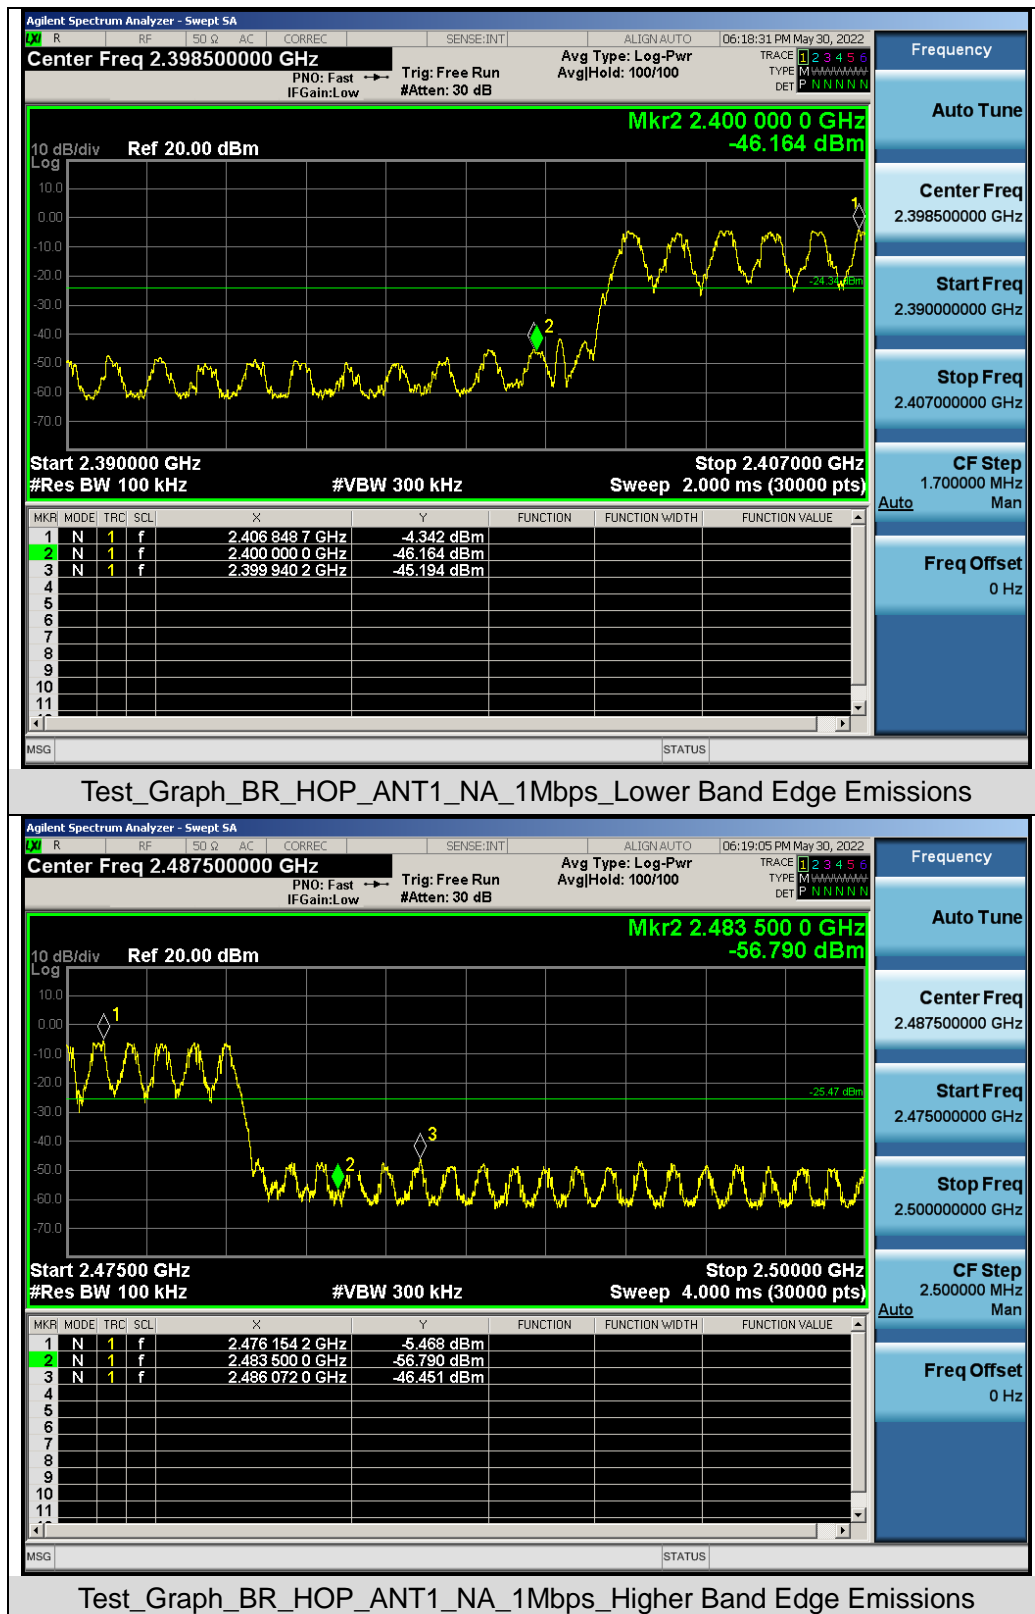 Agilent Spectrum Analyzer - Swept SA
LXI R RF 50 Ω AC CORREC SENSE:INT ALIGN AUTO 06:18:31 PM May 30, 2022
Center Freq 2.398500000 GHz
PNO: Fast
IFGain:Low
Trig: Free Run
#Atten: 30 dB
Avg Type: Log-Pwr
Avg|Hold: 100/100
TRACE 1 2 3 4 5 6
TYPE M WWWWW
DET P N N N N N
Mkr2 2.400 000 0 GHz
-46.164 dBm
10 dB/div Ref 20.00 dBm
Log
10.0
0.00
-10.0
-20.0
-30.0
-40.0
-50.0
-60.0
-70.0
1
2
-24.34 dBm
Start 2.390000 GHz Stop 2.407000 GHz
#Res BW 100 kHz #VBW 300 kHz Sweep 2.000 ms (30000 pts)
MKR MODE TRC SCL X Y FUNCTION FUNCTION WIDTH FUNCTION VALUE
1 N 1 f 2.406 848 7 GHz -4.342 dBm
2 N 1 f 2.400 000 0 GHz -46.164 dBm
3 N 1 f 2.399 940 2 GHz -45.194 dBm
4
5
6
7
8
9
10
11
MSG STATUS
Frequency
Auto Tune
Center Freq
2.398500000 GHz
Start Freq
2.390000000 GHz
Stop Freq
2.407000000 GHz
CF Step
1.700000 MHz
Auto Man
Freq Offset
0 Hz
Test_Graph_BR_HOP_ANT1_NA_1Mbps_Lower Band Edge Emissions
Agilent Spectrum Analyzer - Swept SA
LXI R RF 50 Ω AC CORREC SENSE:INT ALIGN AUTO 06:19:05 PM May 30, 2022
Center Freq 2.487500000 GHz
PNO: Fast
IFGain:Low
Trig: Free Run
#Atten: 30 dB
Avg Type: Log-Pwr
Avg|Hold: 100/100
TRACE 1 2 3 4 5 6
TYPE M WWWWW
DET P N N N N N
Mkr2 2.483 500 0 GHz
-56.790 dBm
10 dB/div Ref 20.00 dBm
Log
10.0
0.00
-10.0
-20.0
-30.0
-40.0
-50.0
-60.0
-70.0
1
2
3
-25.47 dBm
Start 2.47500 GHz Stop 2.50000 GHz
#Res BW 100 kHz #VBW 300 kHz Sweep 4.000 ms (30000 pts)
MKR MODE TRC SCL X Y FUNCTION FUNCTION WIDTH FUNCTION VALUE
1 N 1 f 2.476 154 2 GHz -5.468 dBm
2 N 1 f 2.483 500 0 GHz -56.790 dBm
3 N 1 f 2.486 072 0 GHz -46.451 dBm
4
5
6
7
8
9
10
11
MSG STATUS
Frequency
Auto Tune
Center Freq
2.487500000 GHz
Start Freq
2.475000000 GHz
Stop Freq
2.500000000 GHz
CF Step
2.500000 MHz
Auto Man
Freq Offset
0 Hz
Test_Graph_BR_HOP_ANT1_NA_1Mbps_Higher Band Edge Emissions